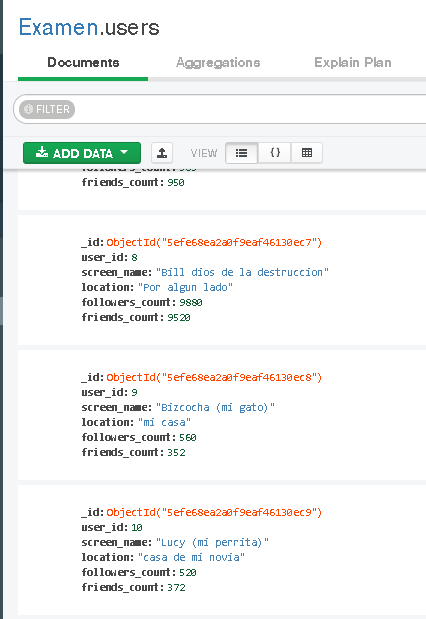 Examen.users
Documents Aggregations Explain Plan
FILTER
ADD DATA VIEW {}
friends_count: 950
_id: ObjectId("5efe68ea2a0f9eaf46130ec7")
user_id: 8
screen_name: "Bill dios de la destruccion"
location: "Por algun lado"
followers_count: 9880
friends_count: 9520
_id: ObjectId("5efe68ea2a0f9eaf46130ec8")
user_id: 9
screen_name: "Bizcocha (mi gato)"
location: "mi casa"
followers_count: 560
friends_count: 352
_id: ObjectId("5efe68ea2a0f9eaf46130ec9")
user_id: 10
screen_name: "Lucy (mi perrita)"
location: "casa de mi novia"
followers_count: 520
friends_count: 372